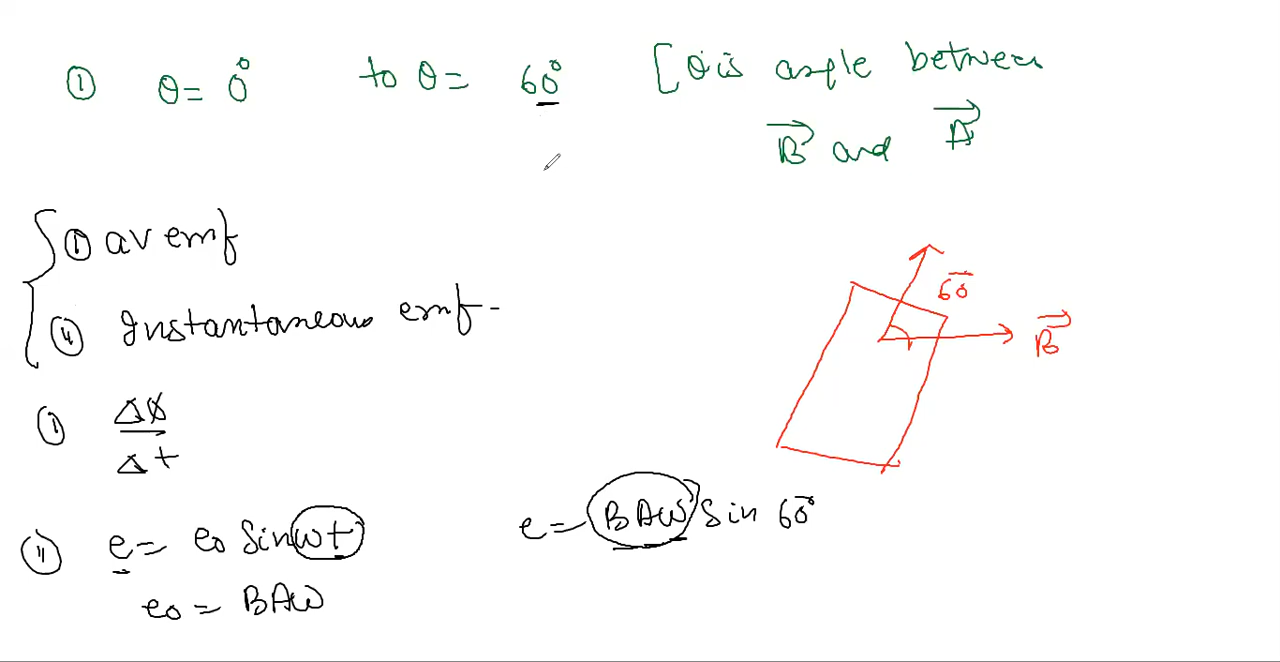 ① θ = 0° to θ = 60° [θ is angle between
B⃗ and A⃗
① av emf
② Instantaneous emf -
60°
B⃗
① Δϕ
Δt
② e = e₀ sin ωt
e = BAω sin 60°
e₀ = BAω